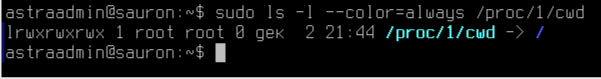 astraadmin@sauron:~$ sudo ls -l --color=always /proc/1/cwd
lrwxrwxrwx 1 root root 0 дек  2 21:44 /proc/1/cwd -> /
astraadmin@sauron:~$